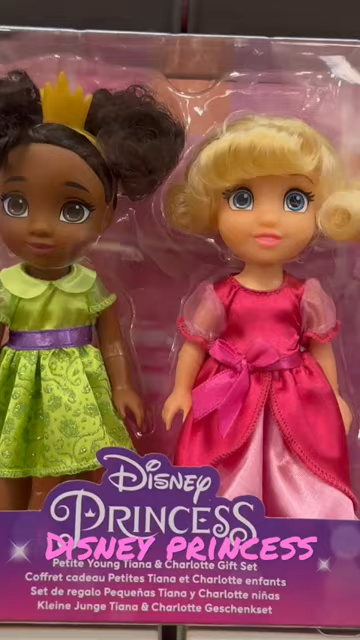 Disney
PRINCESS
DISNEY PRINCESS
Petite Young Tiana & Charlotte Gift Set
Coffret cadeau Petites Tiana et Charlotte enfants
Set de regalo Pequeñas Tiana y Charlotte niñas
Kleine Junge Tiana & Charlotte Geschenkset